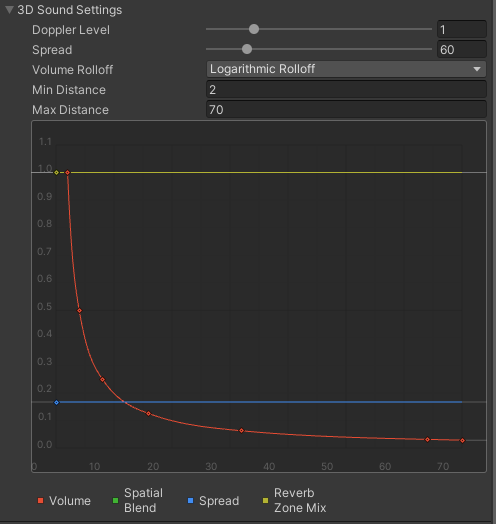 3D Sound Settings
Doppler Level 1
Spread 60
Volume Rolloff Logarithmic Rolloff
Min Distance 2
Max Distance 70
1.1
1.0
0.9
0.8
0.7
0.6
0.5
0.4
0.3
0.2
0.1
0.0
0 10 20 30 40 50 60 70
Volume Spatial Blend Spread Reverb Zone Mix